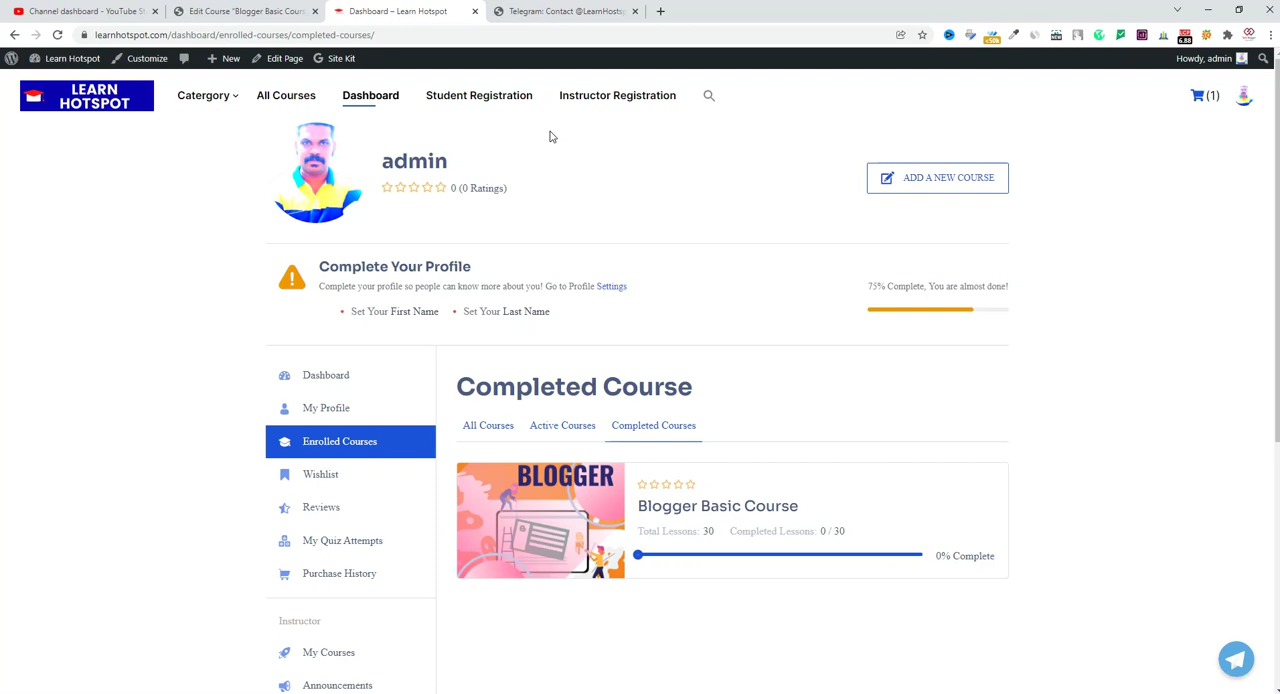 Channel dashboard - YouTube S
Edit Course "Blogger Basic Cours
Dashboard – Learn Hotspot
Telegram: Contact @LearnHotsp
learnhotspot.com/dashboard/enrolled-courses/completed-courses/
Learn Hotspot
Customize
New
Edit Page
Site Kit
Howdy, admin
LEARN
HOTSPOT
Catergory
All Courses
Dashboard
Student Registration
Instructor Registration
(1)
admin
0 (0 Ratings)
ADD A NEW COURSE
Complete Your Profile
Complete your profile so people can know more about you! Go to Profile Settings
75% Complete, You are almost done!
• Set Your First Name • Set Your Last Name
Dashboard
My Profile
Enrolled Courses
Wishlist
Reviews
My Quiz Attempts
Purchase History
Instructor
My Courses
Announcements
Completed Course
All Courses
Active Courses
Completed Courses
BLOGGER
Blogger Basic Course
Total Lessons: 30 Completed Lessons: 0 / 30
0% Complete